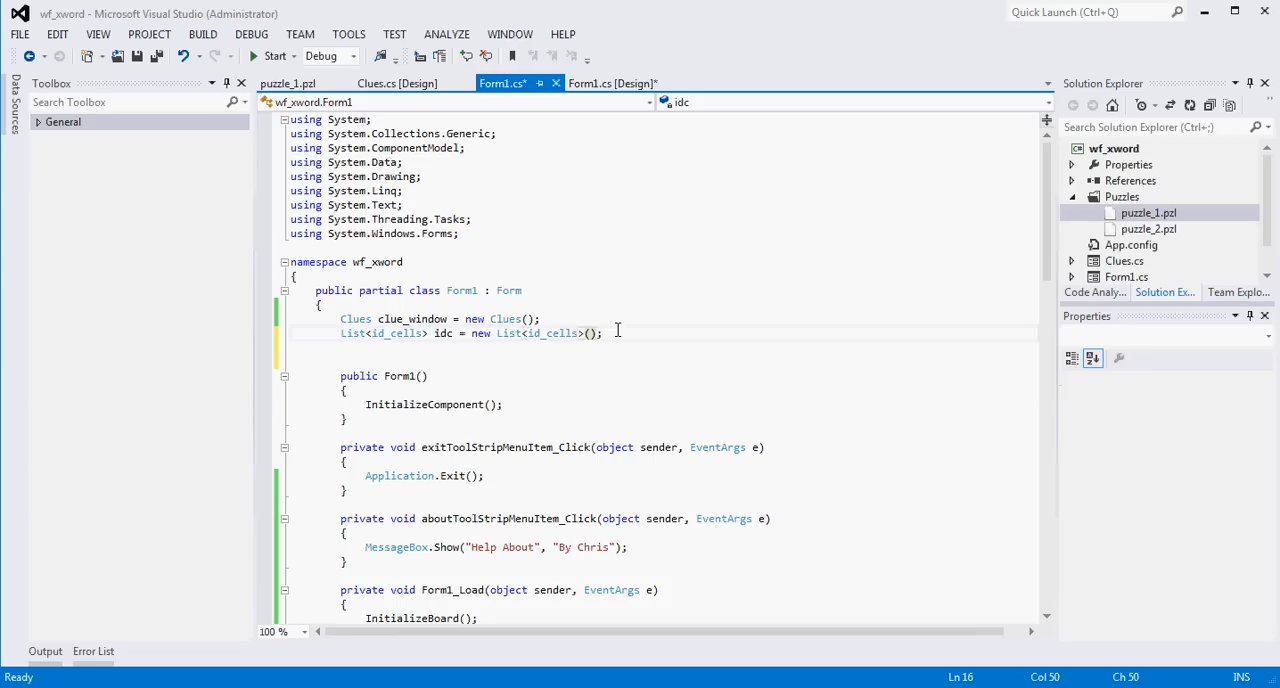 wf_xword - Microsoft Visual Studio (Administrator)
Quick Launch (Ctrl+Q)
FILE EDIT VIEW PROJECT BUILD DEBUG TEAM TOOLS TEST ANALYZE WINDOW HELP
Start Debug
Data Sources
Toolbox
Search Toolbox
General
puzzle_1.pzl Clues.cs [Design] Form1.cs* Form1.cs [Design]*
wf_xword.Form1 idc
using System;
using System.Collections.Generic;
using System.ComponentModel;
using System.Data;
using System.Drawing;
using System.Linq;
using System.Text;
using System.Threading.Tasks;
using System.Windows.Forms;
namespace wf_xword
{
public partial class Form1 : Form
{
Clues clue_window = new Clues();
List<id_cells> idc = new List<id_cells>();
public Form1()
{
InitializeComponent();
}
private void exitToolStripMenuItem_Click(object sender, EventArgs e)
{
Application.Exit();
}
private void aboutToolStripMenuItem_Click(object sender, EventArgs e)
{
MessageBox.Show("Help About", "By Chris");
}
private void Form1_Load(object sender, EventArgs e)
{
InitializeBoard();
100 %
Solution Explorer
Search Solution Explorer (Ctrl+;)
wf_xword
Properties
References
Puzzles
puzzle_1.pzl
puzzle_2.pzl
App.config
Clues.cs
Form1.cs
Code Analy... Solution Ex... Team Explo...
Properties
Output Error List
Ready Ln 16 Col 50 Ch 50 INS